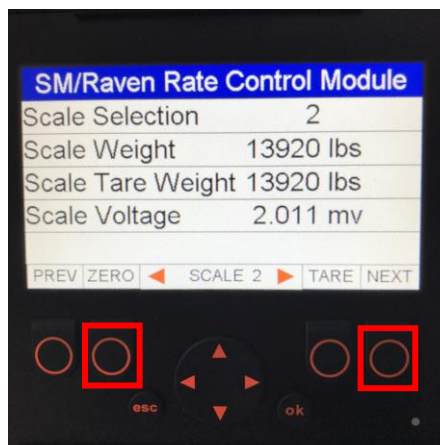 SM/Raven Rate Control Module
Scale Selection 2
Scale Weight 13920 lbs
Scale Tare Weight 13920 lbs
Scale Voltage 2.011 mv
PREV ZERO SCALE 2 TARE NEXT
esc ok